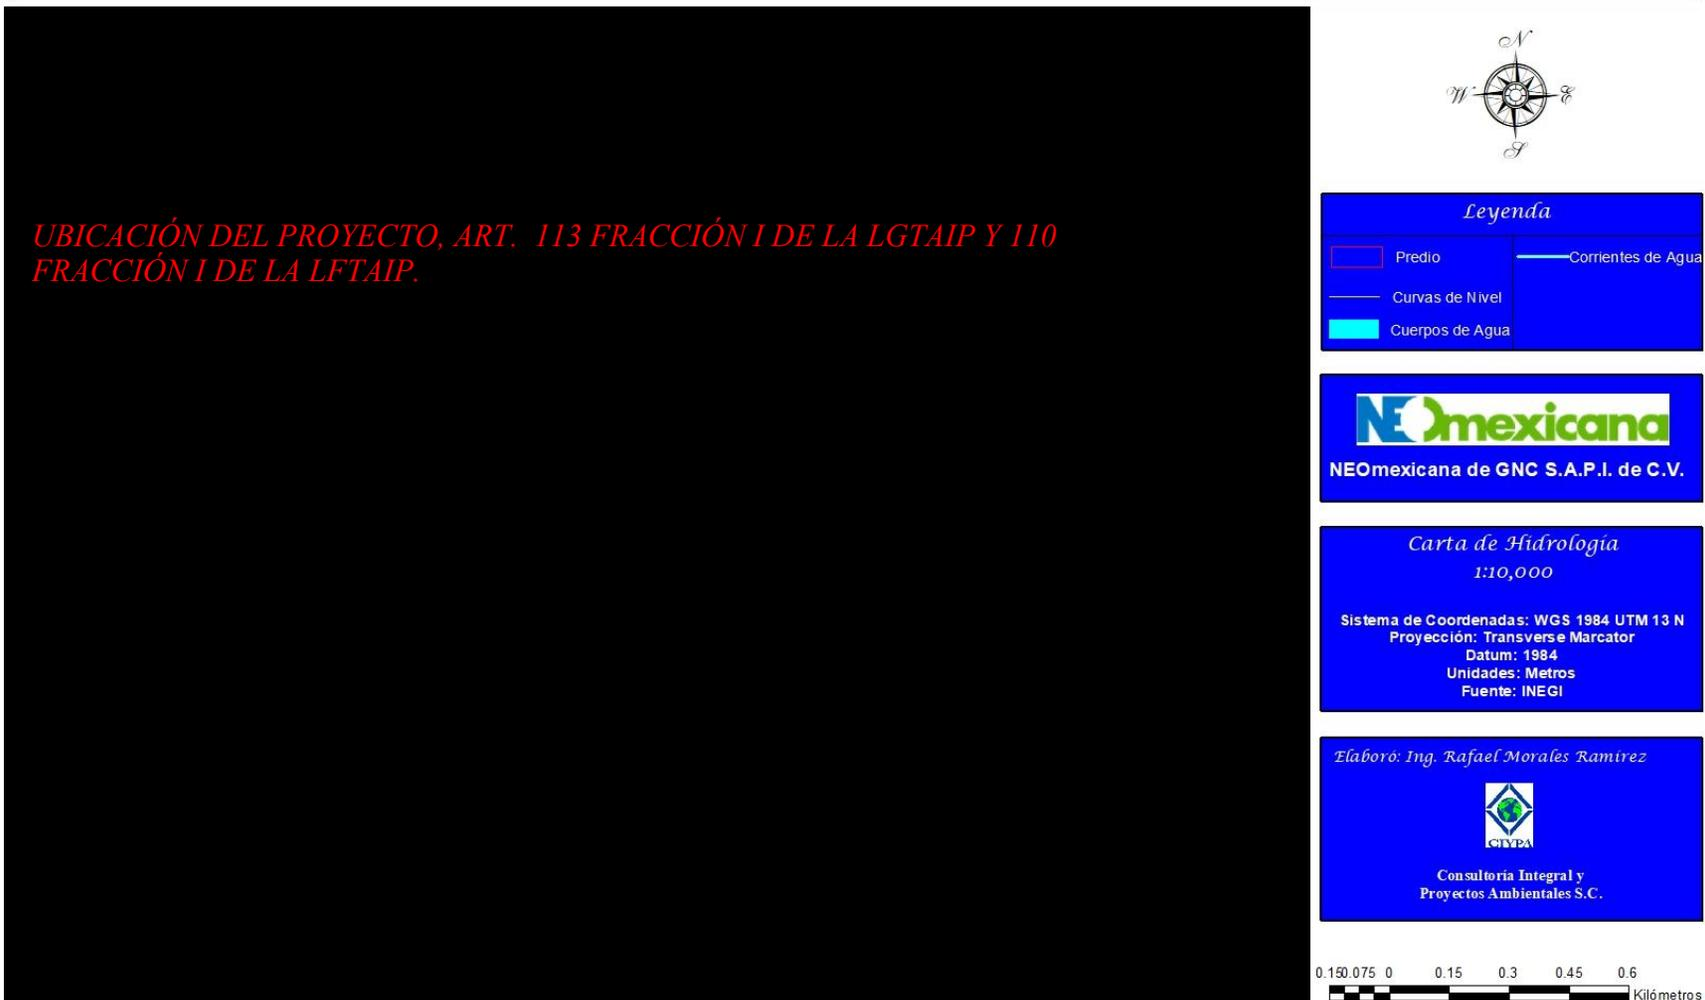 UBICACIÓN DEL PROYECTO, ART. 113 FRACCIÓN I DE LA LGTAIP Y 110
FRACCIÓN I DE LA LFTAIP.
N
W E
S
Leyenda
Predio
Corrientes de Agua
Curvas de Nivel
Cuerpos de Agua
NEOmexicana
NEOmexicana de GNC S.A.P.I. de C.V.
Carta de Hidrología
1:10,000
Sistema de Coordenadas: WGS 1984 UTM 13 N
Proyección: Transverse Marcator
Datum: 1984
Unidades: Metros
Fuente: INEGI
Elaboró: Ing. Rafael Morales Ramírez
CIYPA
Consultoría Integral y
Proyectos Ambientales S.C.
0.15 0.075 0 0.15 0.3 0.45 0.6
Kilómetros